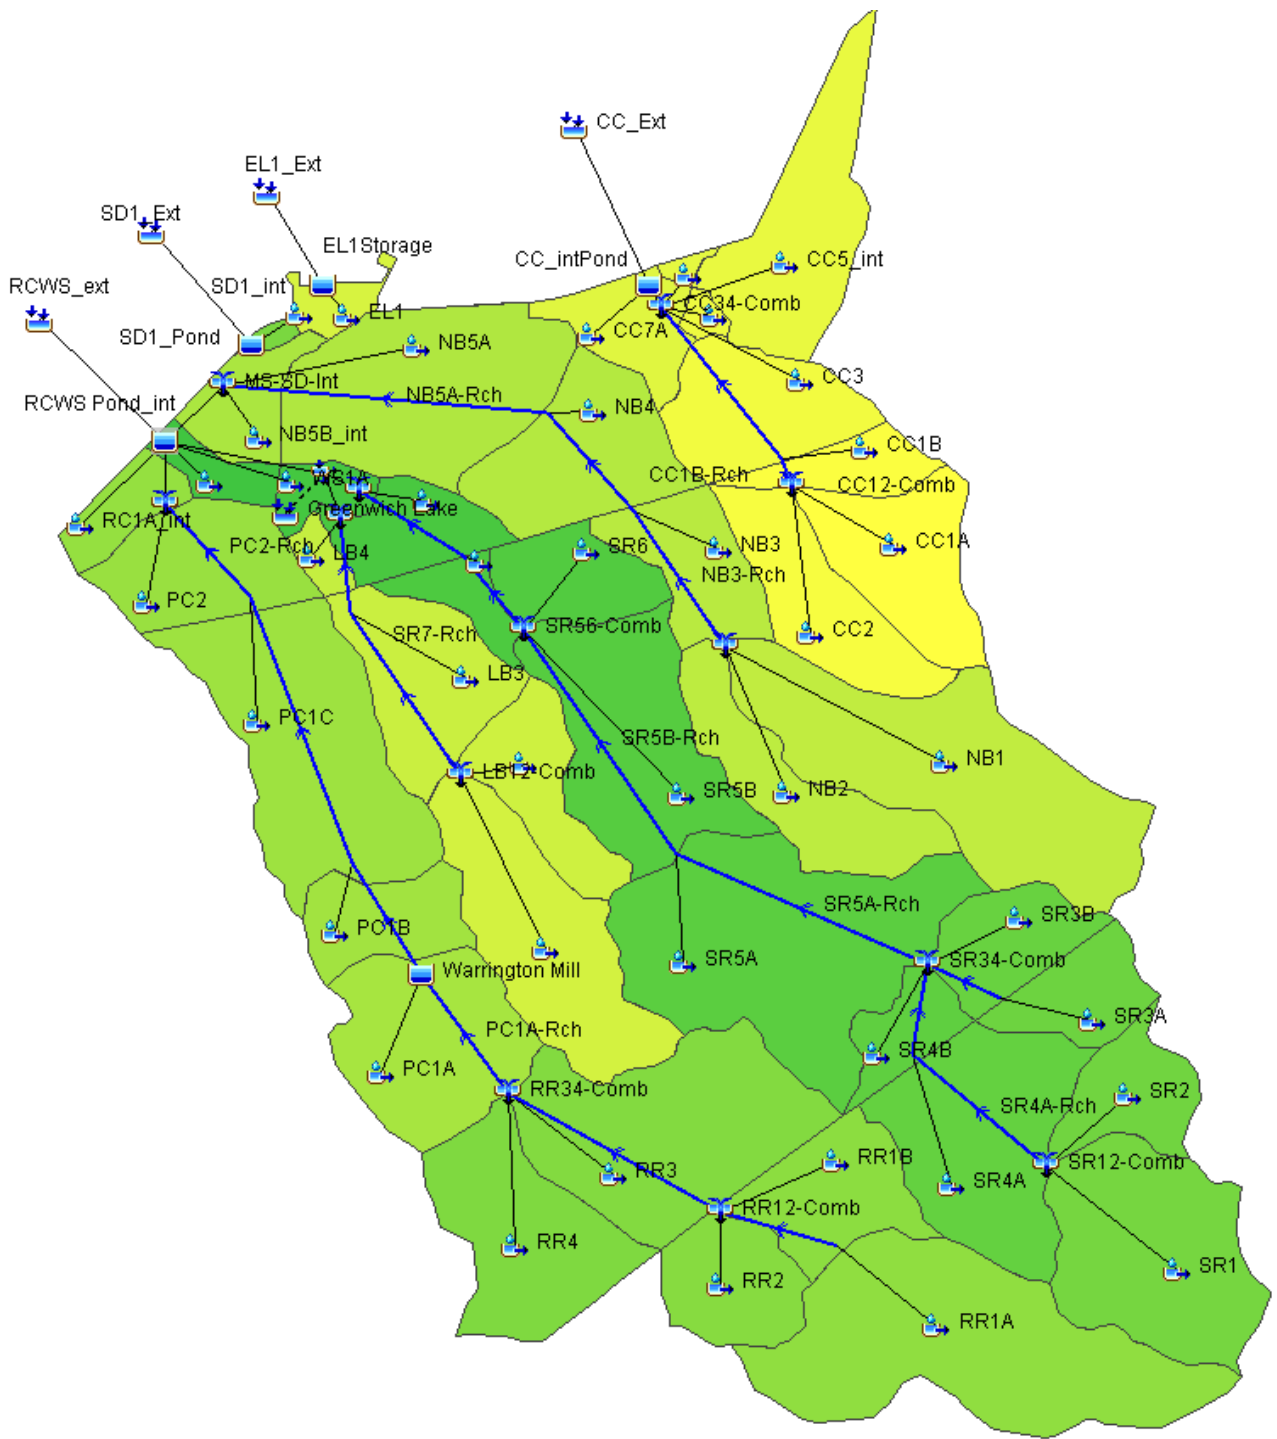 CC_Ext
EL1_Ext
SD1_Ext
EL1Storage
CC_intPond
CC5_int
RCWS_ext
SD1_int
CC34-Comb
EL1
SD1_Pond
CC7A
NB5A
MS-SD-Int
CC3
NB5A-Rch
RCWS Pond_int
NB4
NB5B_int
CC1B
CC1B-Rch
WS1A
CC12-Comb
Greenwich Lake
RC1A_int
PC2-Rch
LB4
SR6
NB3
CC1A
NB3-Rch
PC2
SR56-Comb
CC2
SR7-Rch
LB3
PC1C
SR5B-Rch
NB1
LB12-Comb
SR5B
NB2
SR5A-Rch
SR3B
PC1B
SR34-Comb
SR5A
Warrington Mill
SR3A
PC1A-Rch
SR4B
PC1A
RR34-Comb
SR2
SR4A-Rch
RR1B
SR12-Comb
RR3
SR4A
RR12-Comb
RR4
SR1
RR2
RR1A